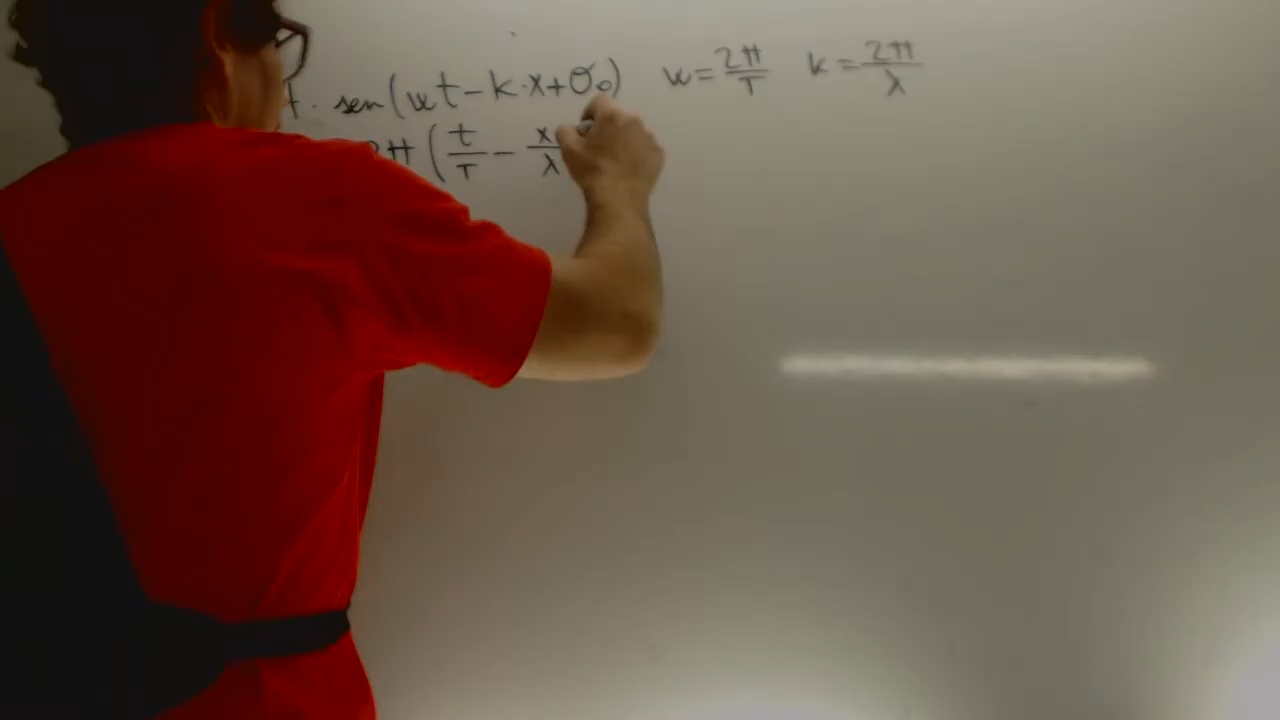 . sen(wt-k·x+θ₀) w=2π/T k=2π/λ
2π(t/T - x/λ